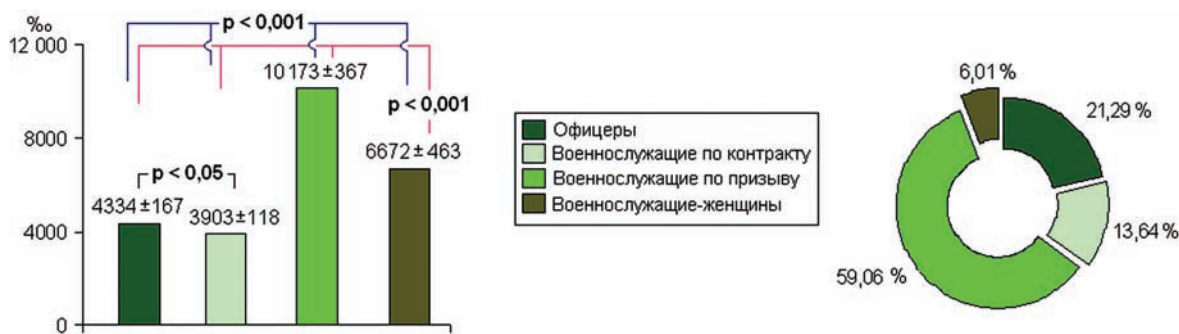 ‰
p < 0,001
12 000
10 173±367
p < 0,001
8000
6672±463
p < 0,05
4334±167
3903±118
4000
0
Офицеры
Военнослужащие по контракту
Военнослужащие по призыву
Военнослужащие-женщины
6,01 %
21,29 %
13,64 %
59,06 %